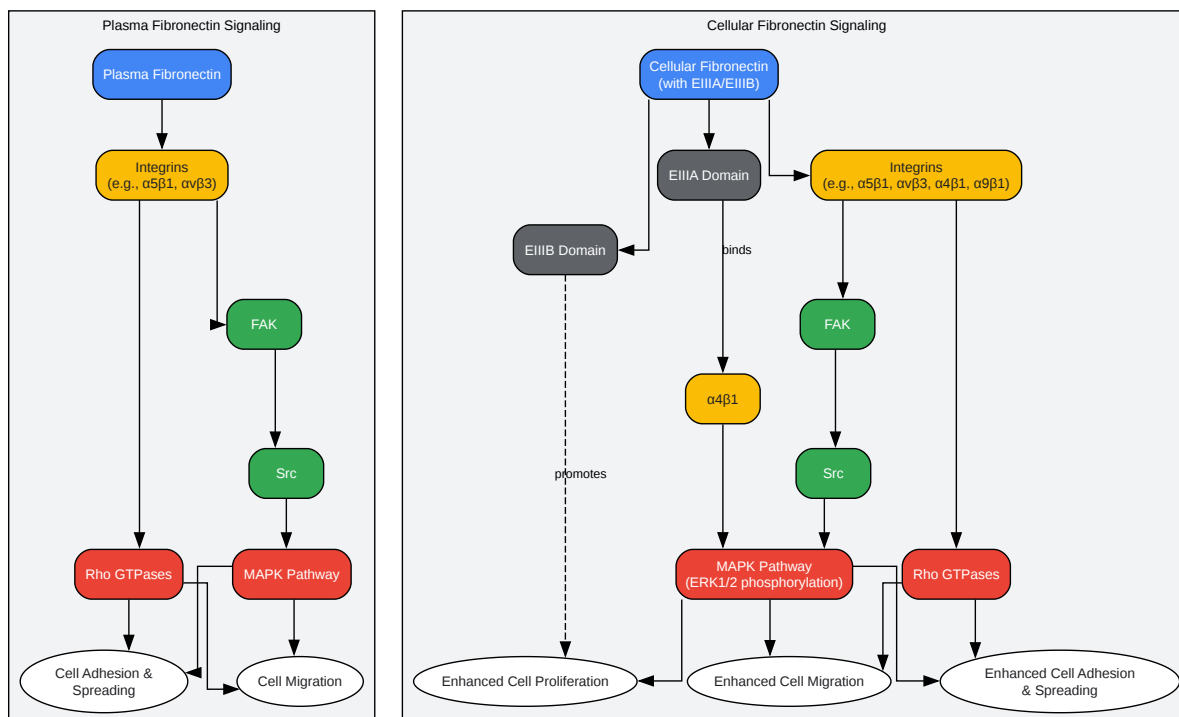 Plasma Fibronectin Signaling
Plasma Fibronectin
Integrins
(e.g., α5β1, αvβ3)
FAK
Src
Rho GTPases
MAPK Pathway
Cell Adhesion &
Spreading
Cell Migration
Cellular Fibronectin Signaling
Cellular Fibronectin
(with EIIIA/EIIIB)
EIIIA Domain
Integrins
(e.g., α5β1, αvβ3, α4β1, α9β1)
EIIIB Domain
binds
FAK
α4β1
promotes
Src
MAPK Pathway
(ERK1/2 phosphorylation)
Rho GTPases
Enhanced Cell Proliferation
Enhanced Cell Migration
Enhanced Cell Adhesion
& Spreading